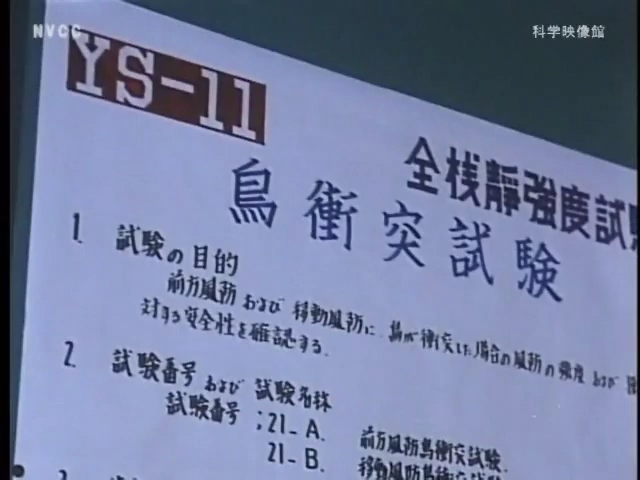 NVCC
科学映像館
YS-11
全桟静強度試験
鳥衝突試験
1. 試験の目的
前方風防 および 移動風防に 鳥が衝突した場合の風防の強度 および
対する安全性を確認する.
2. 試験番号 および 試験名称
試験番号 ; 21-A. 前方風防鳥衝突試験.
21-B. 移動風防鳥衝突試験